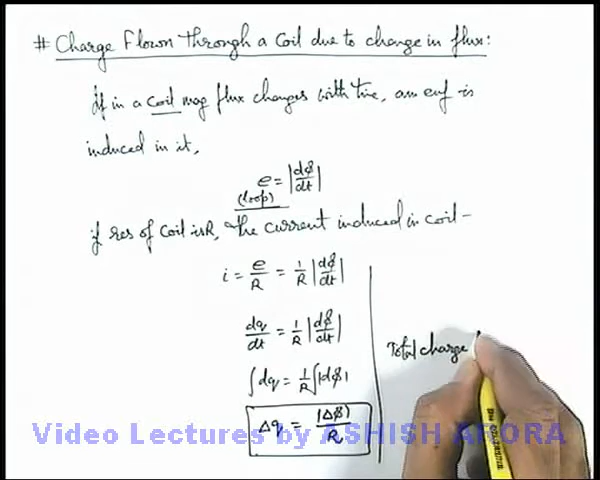 # Charge Flown Through a Coil due to change in flux:
If in a coil mag flux changes with time, an emf is
induced in it,
e = |dϕ/dt|
(loop)
if res of coil is R, the current induced in coil –
i = e/R = 1/R |dϕ/dt|
dq/dt = 1/R |dϕ/dt|
∫dq = 1/R ∫|dϕ|
Total charge
Δq = |Δϕ|/R
Video Lectures by ASHISH ARORA